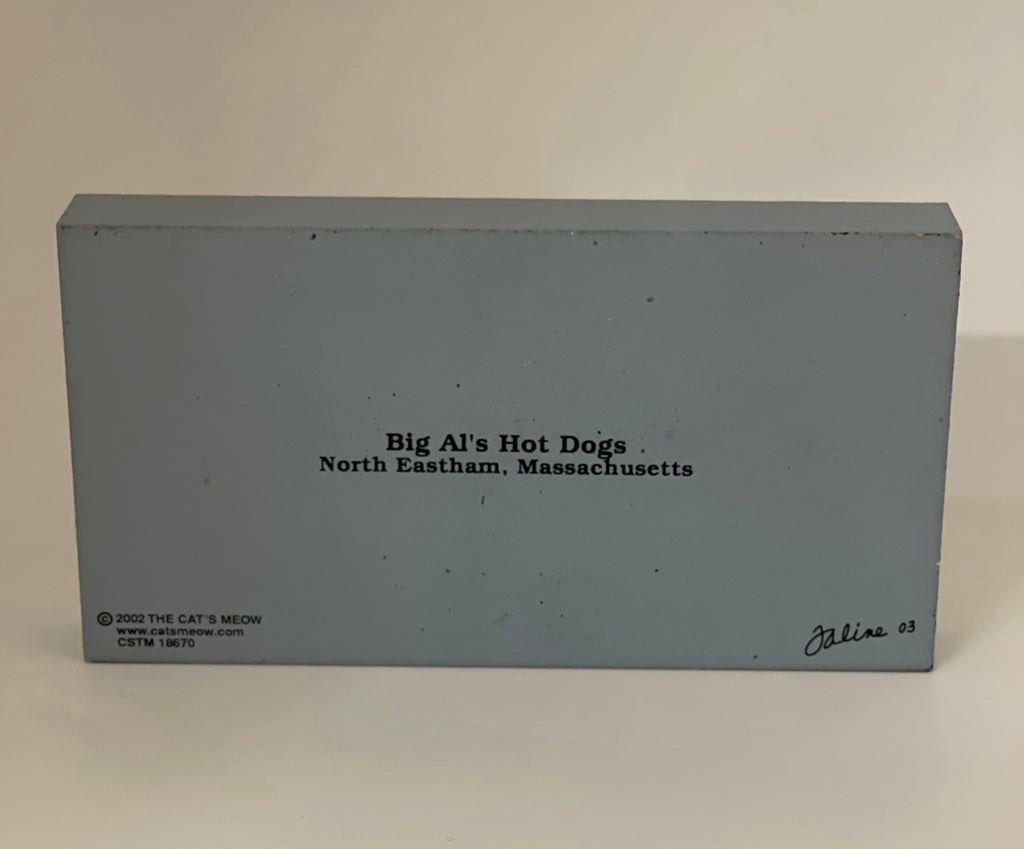 Big Al's Hot Dogs
North Eastham, Massachusetts
© 2002 THE CAT'S MEOW
www.catsmeow.com
CSTM 18670
Faline 03